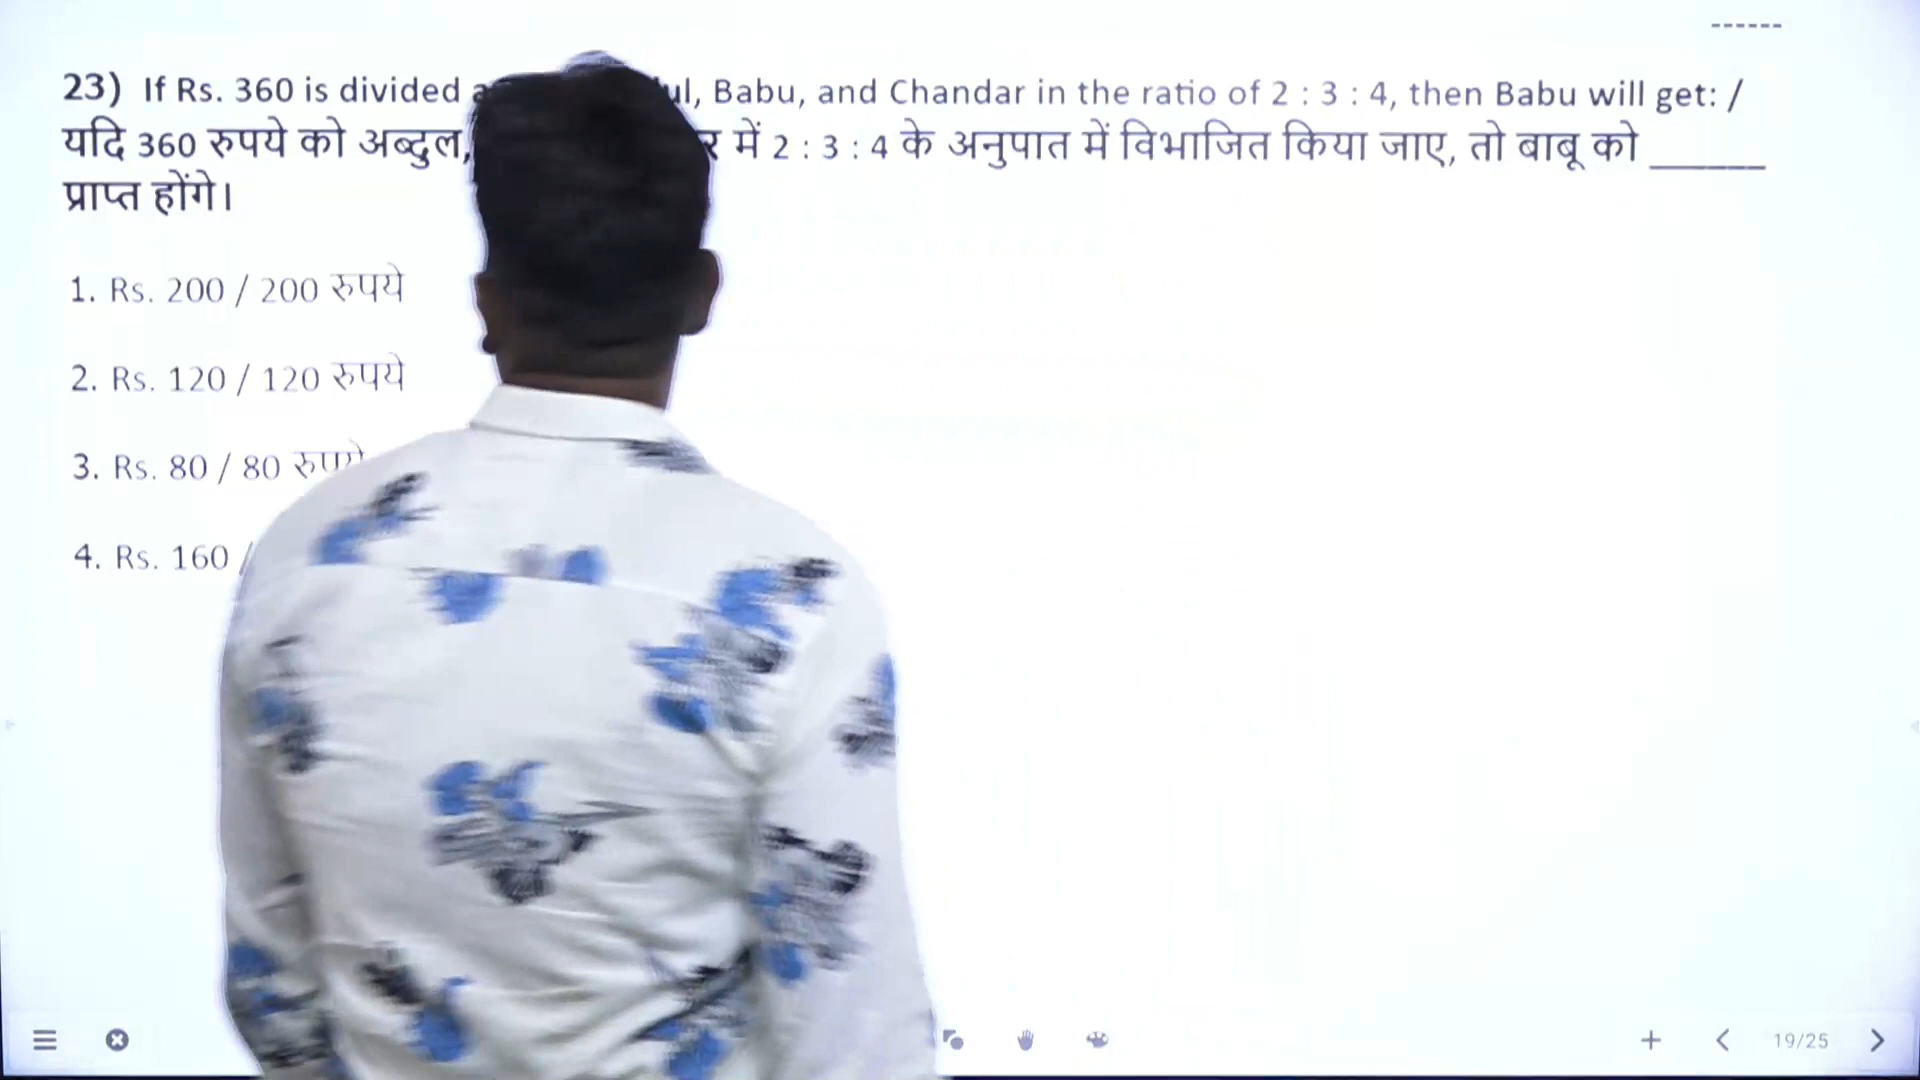 ------
23) If Rs. 360 is divided Babu, and Chandar in the ratio of 2 : 3 : 4, then Babu will get: /
यदि 360 रुपये को अब्दुल, में 2 : 3 : 4 के अनुपात में विभाजित किया जाए, तो बाबू को ______
प्राप्त होंगे।
1. Rs. 200 / 200 रुपये
2. Rs. 120 / 120 रुपये
3. Rs. 80 / 80 रुपये
4. Rs. 160 /
19/25